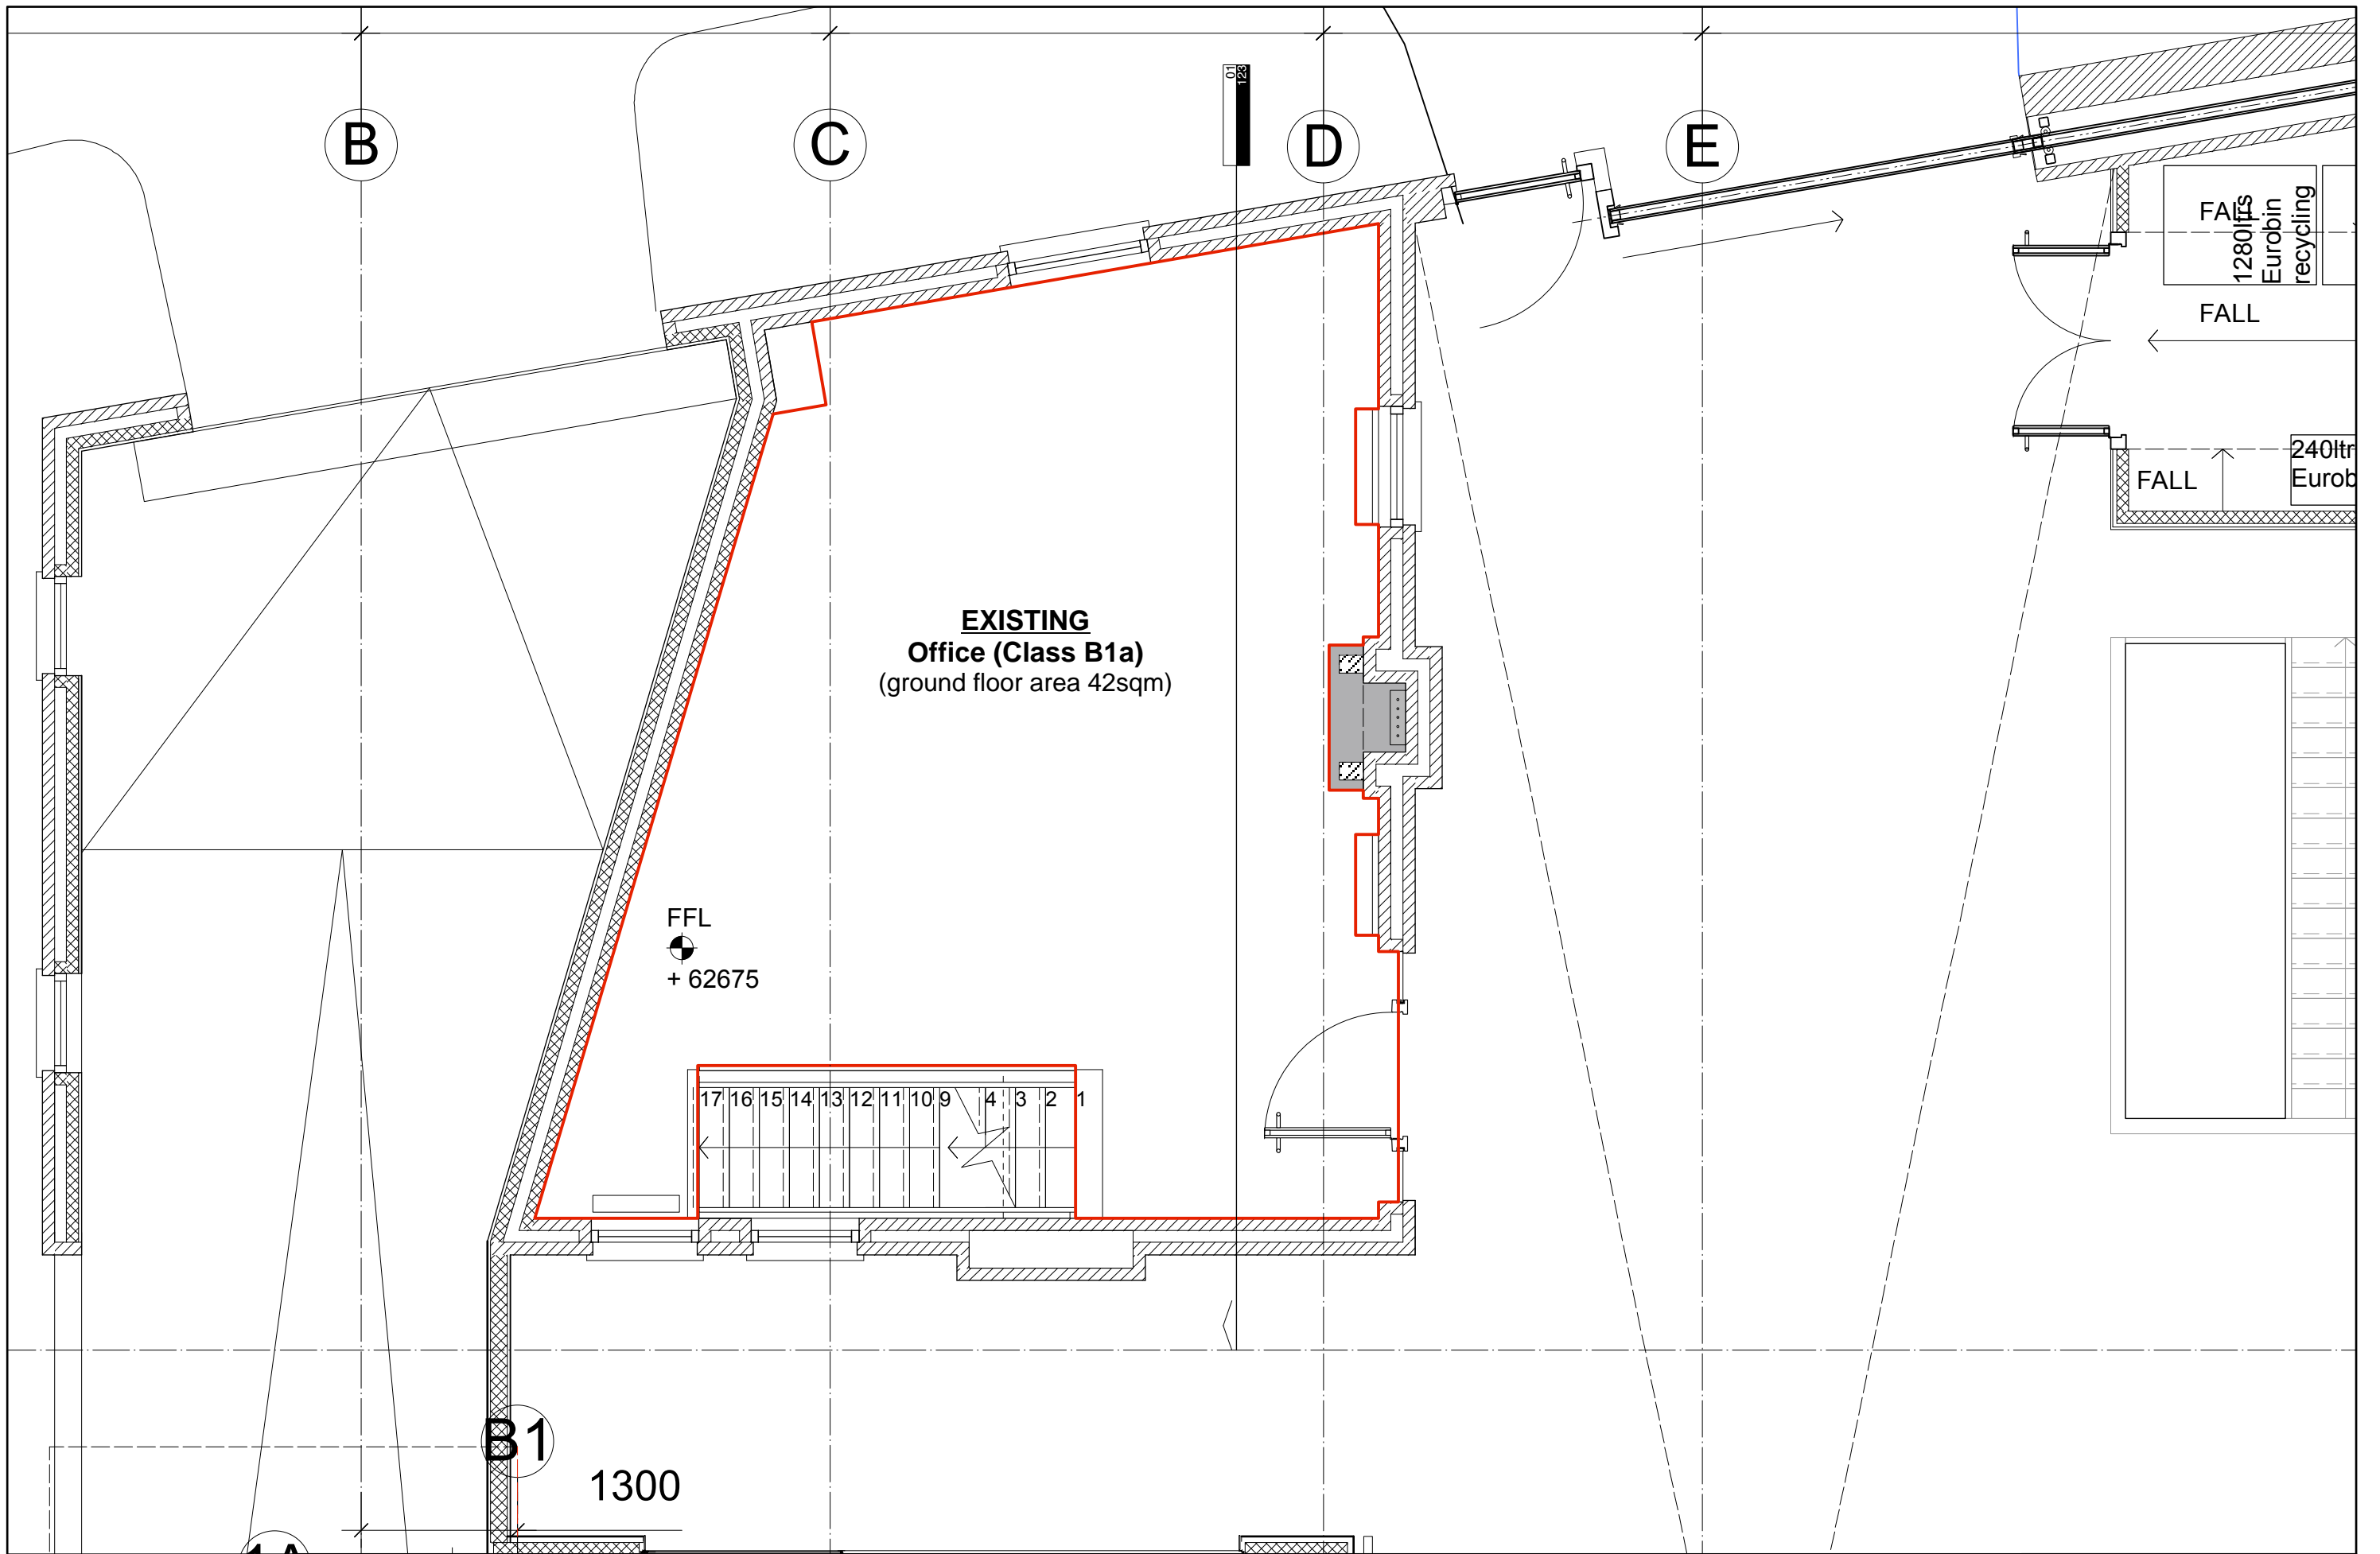 B
C
01
123
D
E
FALL
1280ltrs
Eurobin
recycling
FALL
240ltr
Eurob
FALL
EXISTING
Office (Class B1a)
(ground floor area 42sqm)
FFL
+ 62675
17 16 15 14 13 12 11 10 9 4 3 2 1
B1
1300